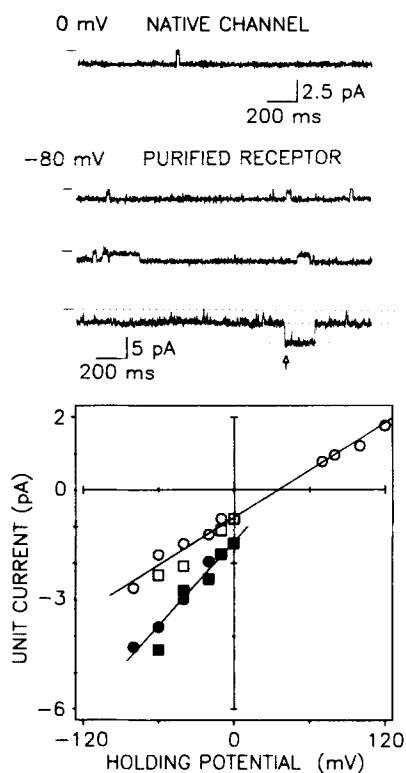 0 mV NATIVE CHANNEL
2.5 pA
200 ms
-80 mV PURIFIED RECEPTOR
5 pA
200 ms
2
0
-3
-6
UNIT CURRENT (pA)
-120 0 120
HOLDING POTENTIAL (mV)